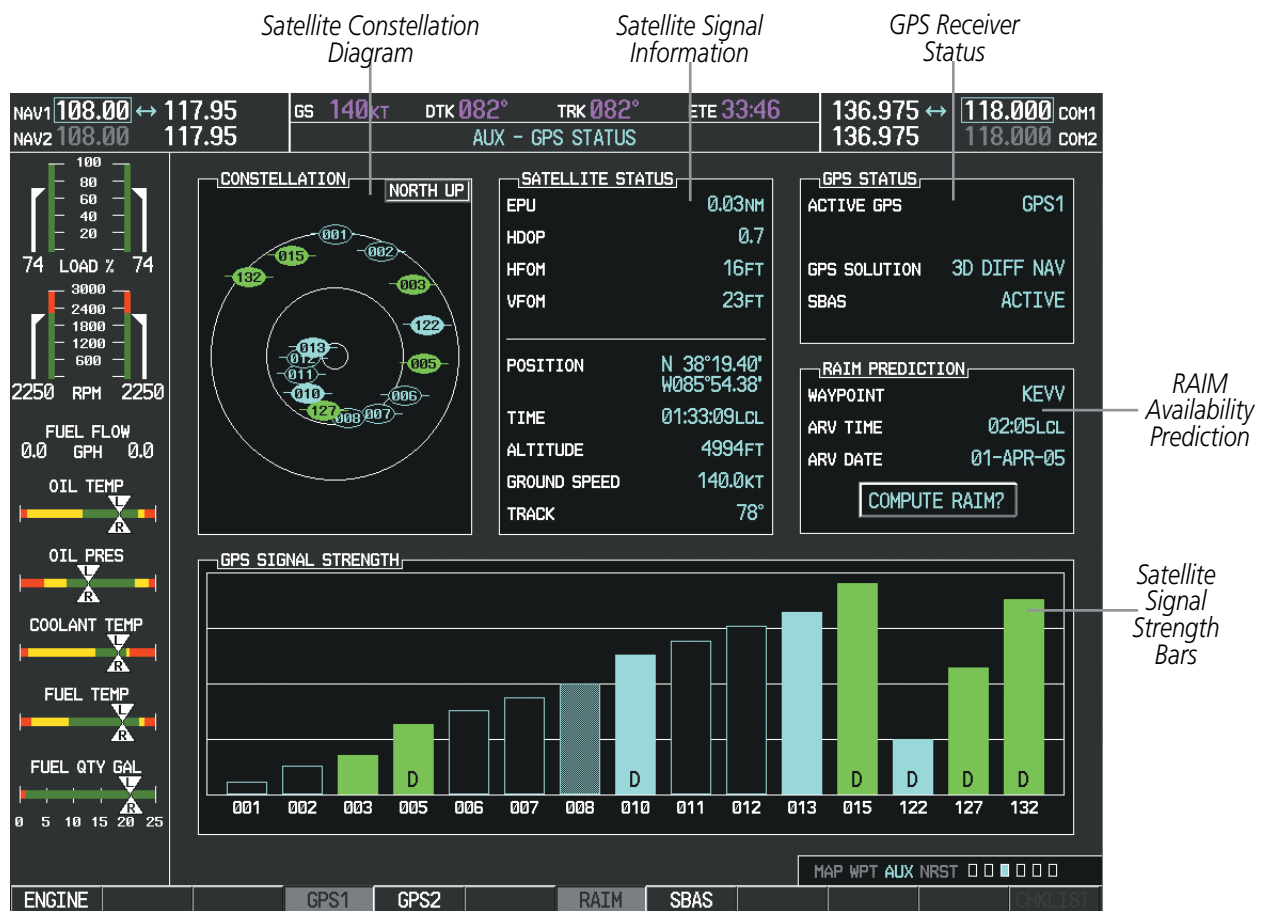 Satellite Constellation Diagram
Satellite Signal Information
GPS Receiver Status
NAV1 108.00 ↔ 117.95
NAV2 108.00 117.95
GS 140KT DTK 082° TRK 082° ETE 33:46
AUX - GPS STATUS
136.975 ↔ 118.000 COM1
136.975 118.000 COM2
100
80
60
40
20
74 LOAD % 74
3000
2400
1800
1200
600
2250 RPM 2250
FUEL FLOW
0.0 GPH 0.0
OIL TEMP
L
R
OIL PRES
L
R
COOLANT TEMP
L
R
FUEL TEMP
L
R
FUEL QTY GAL
L
R
0 5 10 15 20 25
CONSTELLATION
NORTH UP
001
015
002
132
003
122
013
012
005
011
010
006
127
008
007
SATELLITE STATUS
EPU 0.03NM
HDOP 0.7
HFOM 16FT
VFOM 23FT
POSITION N 38°19.40'
W085°54.38'
TIME 01:33:09LCL
ALTITUDE 4994FT
GROUND SPEED 140.0KT
TRACK 78°
GPS STATUS
ACTIVE GPS GPS1
GPS SOLUTION 3D DIFF NAV
SBAS ACTIVE
RAIM PREDICTION
WAYPOINT KEVV
ARV TIME 02:05LCL
ARV DATE 01-APR-05
COMPUTE RAIM?
RAIM
Availability
Prediction
GPS SIGNAL STRENGTH
D D D D D D
001 002 003 005 006 007 008 010 011 012 013 015 122 127 132
Satellite
Signal
Strength
Bars
MAP WPT AUX NRST
ENGINE GPS1 GPS2 RAIM SBAS CHKLIST